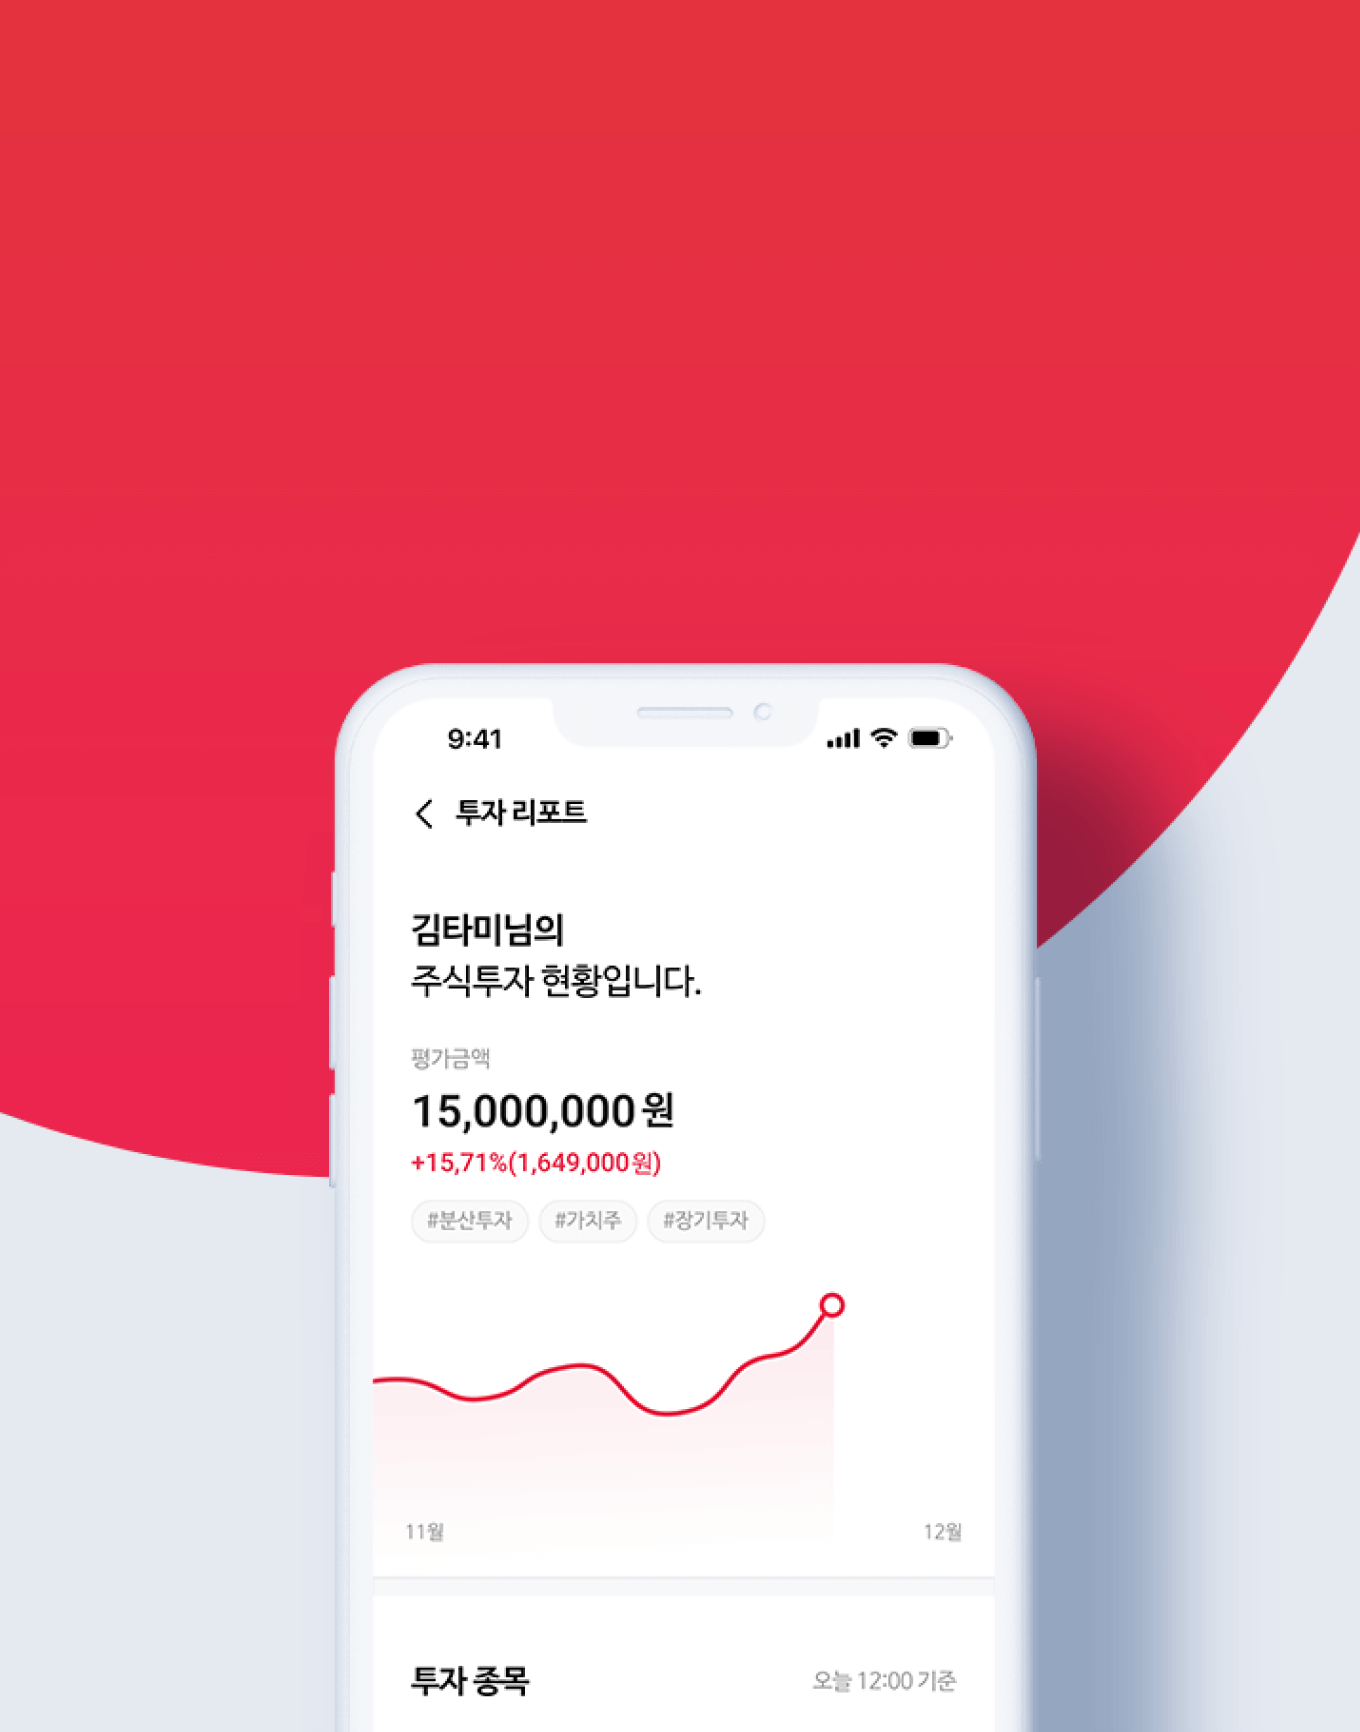 9:41
투자 리포트
김타미님의
주식투자 현황입니다.
평가금액
15,000,000원
+15,71%(1,649,000원)
#분산투자 #가치주 #장기투자
11월 12월
투자 종목 오늘 12:00 기준